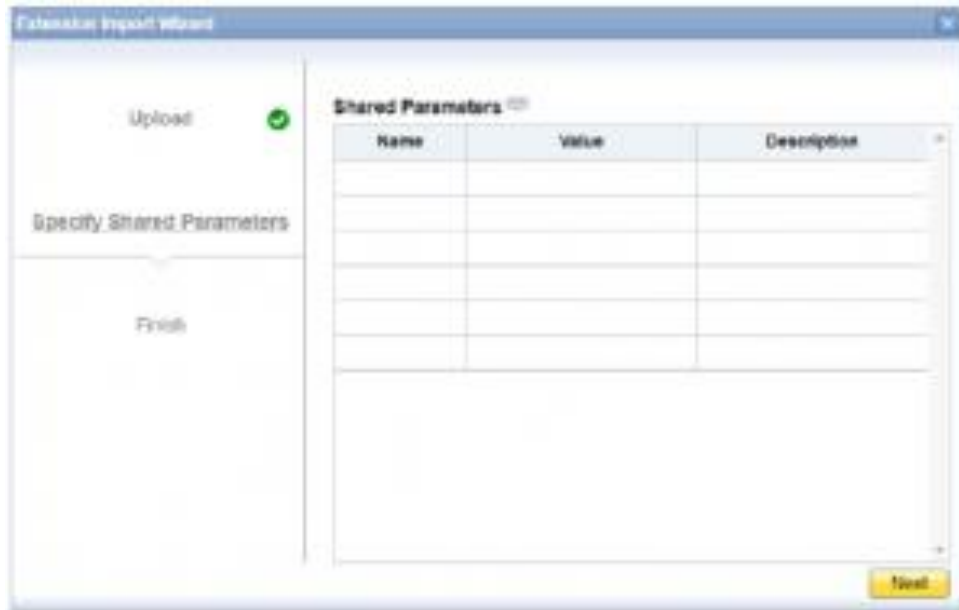 Extension Import Wizard
Upload
Specify Shared Parameters
Finish
Shared Parameters
Name Value Description
Next